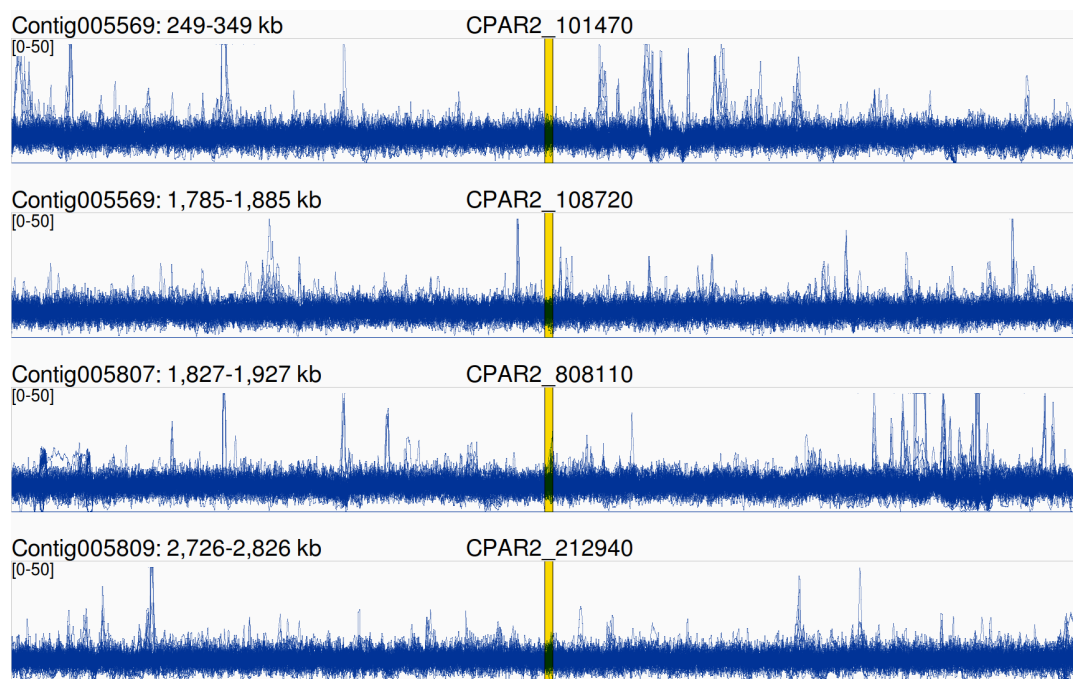 Contig005569: 249-349 kb CPAR2_101470
[0-50]
Contig005569: 1,785-1,885 kb CPAR2_108720
[0-50]
Contig005807: 1,827-1,927 kb CPAR2_808110
[0-50]
Contig005809: 2,726-2,826 kb CPAR2_212940
[0-50]